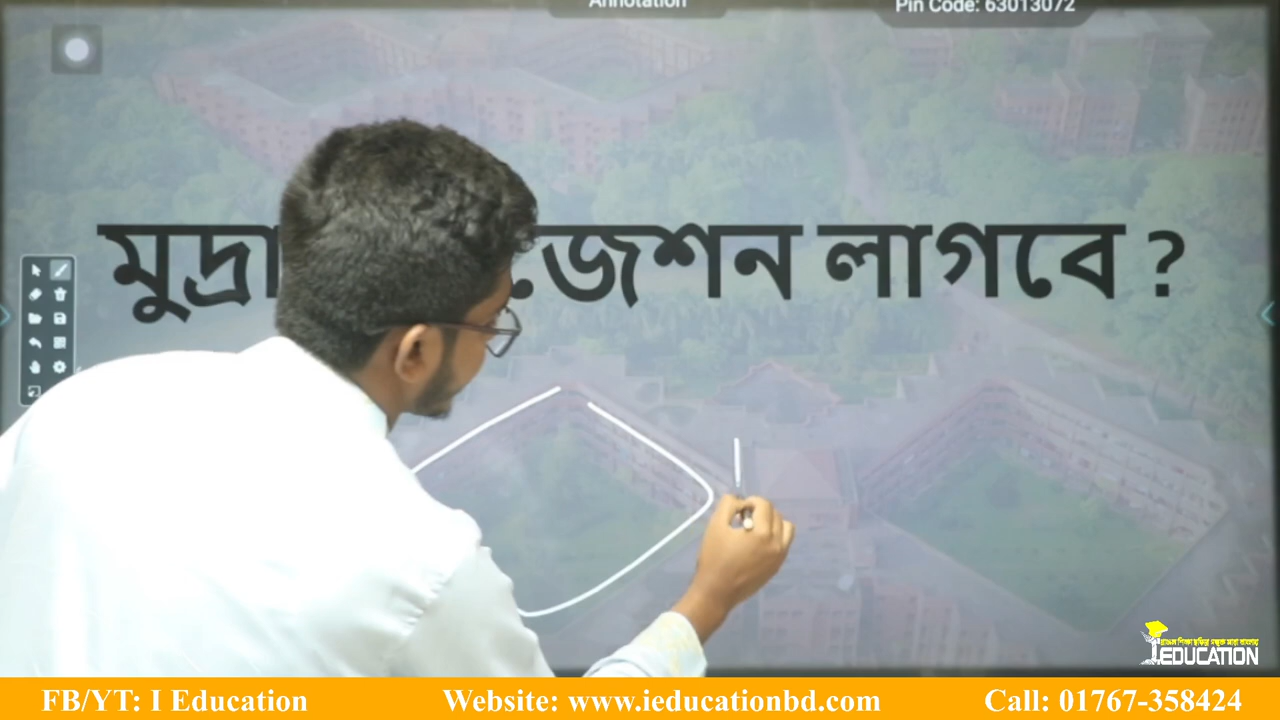 Annotation
Pin Code: 63013072
মুদ্রা জেশন লাগবে ?
EDUCATION
FB/YT: I Education Website: www.ieducationbd.com Call: 01767-358424